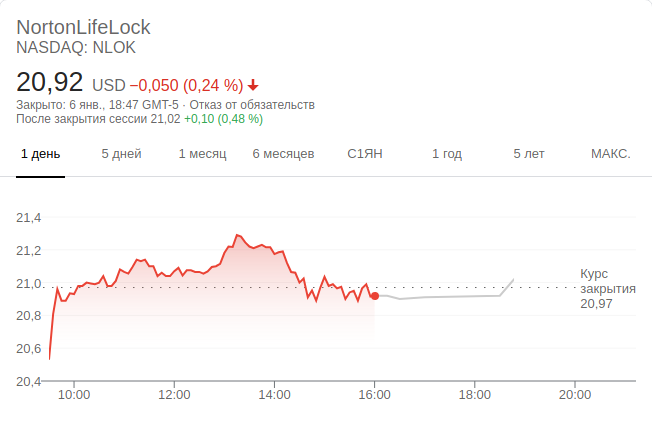 NortonLifeLock
NASDAQ: NLOK
20,92 USD −0,050 (0,24 %)
Закрыто: 6 янв., 18:47 GMT-5 · Отказ от обязательств
После закрытия сессии 21,02 +0,10 (0,48 %)
1 день 5 дней 1 месяц 6 месяцев С1ЯН 1 год 5 лет МАКС.
21,4
21,2
21,0
20,8
20,6
20,4
Курс
закрытия
20,97
10:00 12:00 14:00 16:00 18:00 20:00